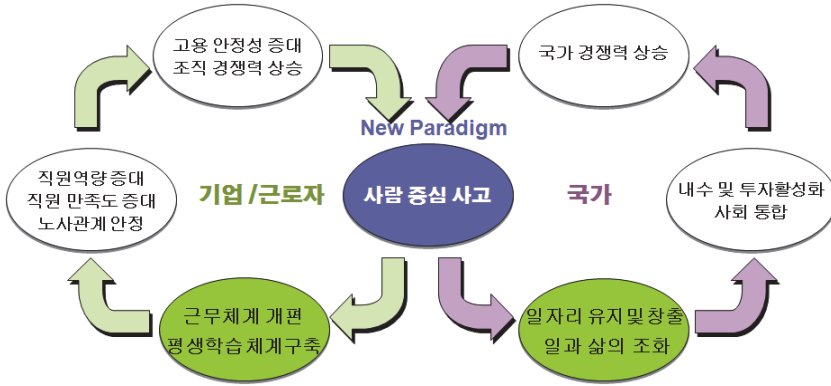 고용 안정성 증대
조직 경쟁력 상승
국가 경쟁력 상승
New Paradigm
직원역량 증대
직원 만족도 증대
노사관계 안정
기업 /근로자
사람 중심 사고
국가
내수 및 투자활성화
사회 통합
근무체계 개편
평생학습 체계구축
일자리 유지 및 창출
일과 삶의 조화